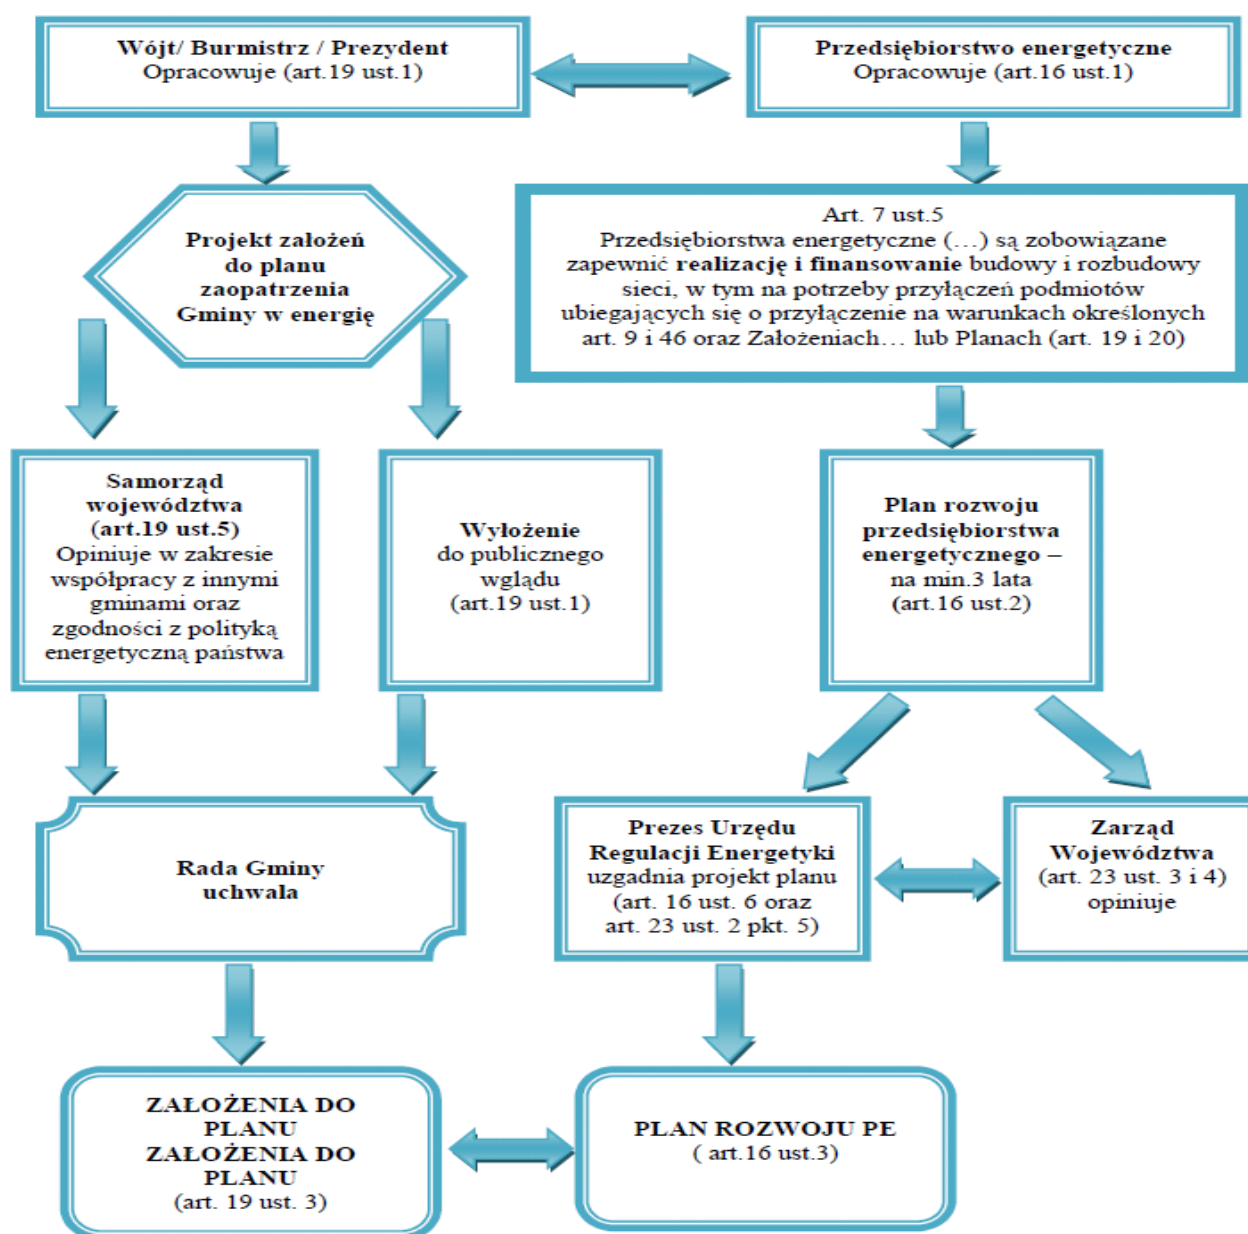 Wójt/ Burmistrz / Prezydent
Opracowuje (art.19 ust.1)
Przedsiębiorstwo energetyczne
Opracowuje (art.16 ust.1)
Projekt założeń
do planu
zaopatrzenia
Gminy w energię
Art. 7 ust.5
Przedsiębiorstwa energetyczne (…) są zobowiązane
zapewnić realizację i finansowanie budowy i rozbudowy
sieci, w tym na potrzeby przyłączeń podmiotów
ubiegających się o przyłączenie na warunkach określonych
art. 9 i 46 oraz Założeniach… lub Planach (art. 19 i 20)
Samorząd
województwa
(art.19 ust.5)
Opiniuje w zakresie
współpracy z innymi
gminami oraz
zgodności z polityką
energetyczną państwa
Wyłożenie
do publicznego
wglądu
(art.19 ust.1)
Plan rozwoju
przedsiębiorstwa
energetycznego –
na min.3 lata
(art.16 ust.2)
Rada Gminy
uchwala
Prezes Urzędu
Regulacji Energetyki
uzgadnia projekt planu
(art. 16 ust. 6 oraz
art. 23 ust. 2 pkt. 5)
Zarząd
Województwa
(art. 23 ust. 3 i 4)
opiniuje
ZAŁOŻENIA DO
PLANU
ZAŁOŻENIA DO
PLANU
(art. 19 ust. 3)
PLAN ROZWOJU PE
( art.16 ust.3)